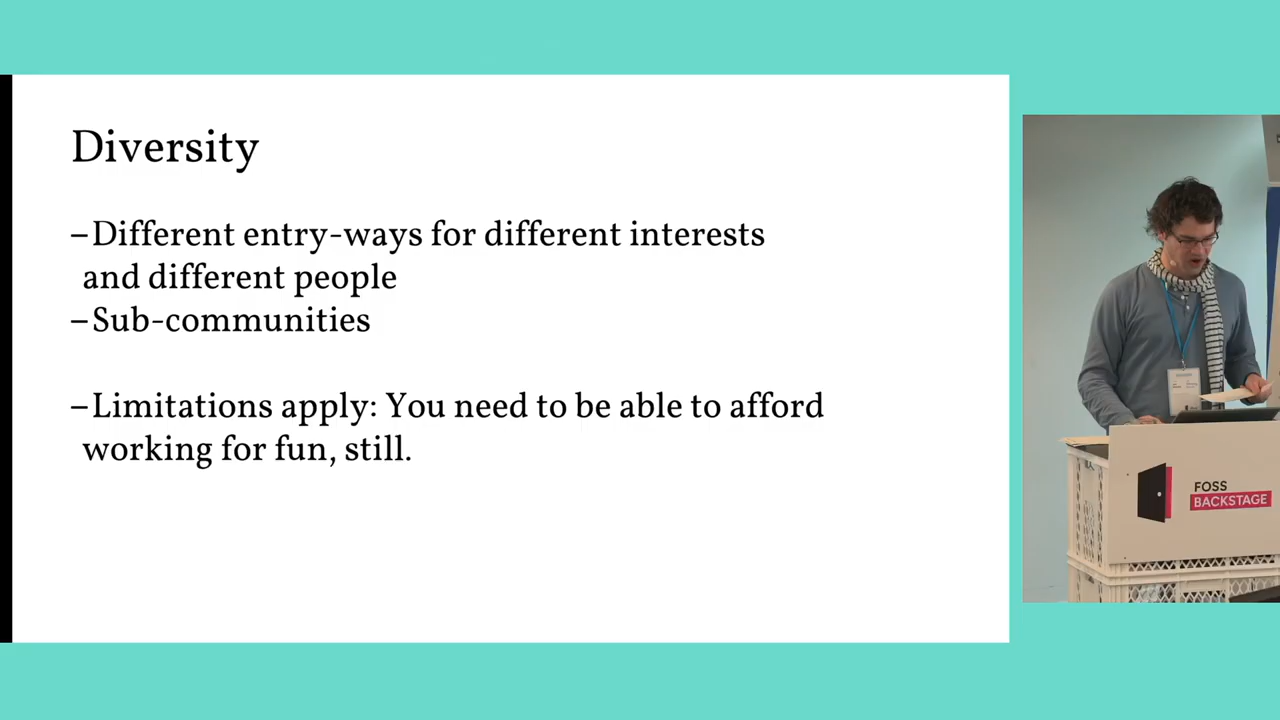 Diversity
–Different entry-ways for different interests
and different people
–Sub-communities
–Limitations apply: You need to be able to afford
working for fun, still.
FOSS
BACKSTAGE